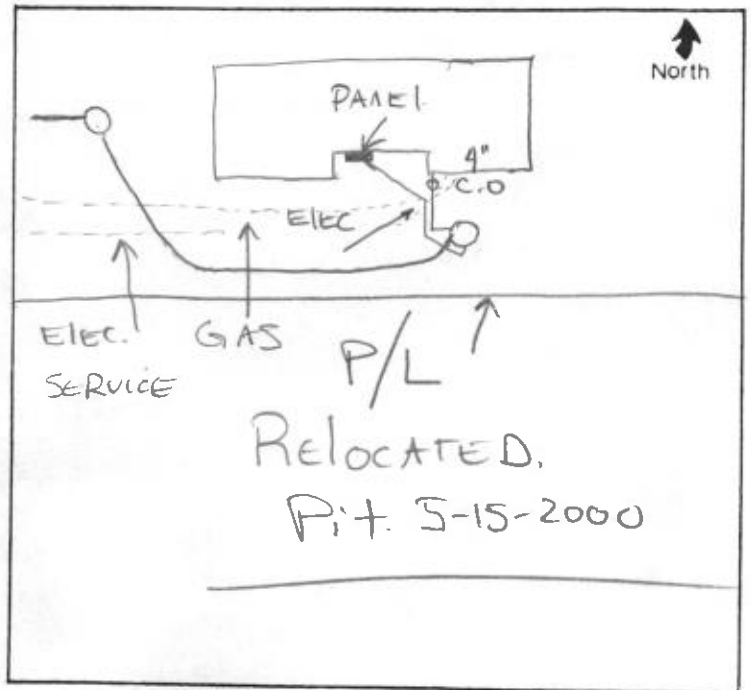 North
PANEL
4"
C.O
ELEC
ELEC.
SERVICE
GAS
P/L
RELOCATED.
Pit. 5-15-2000